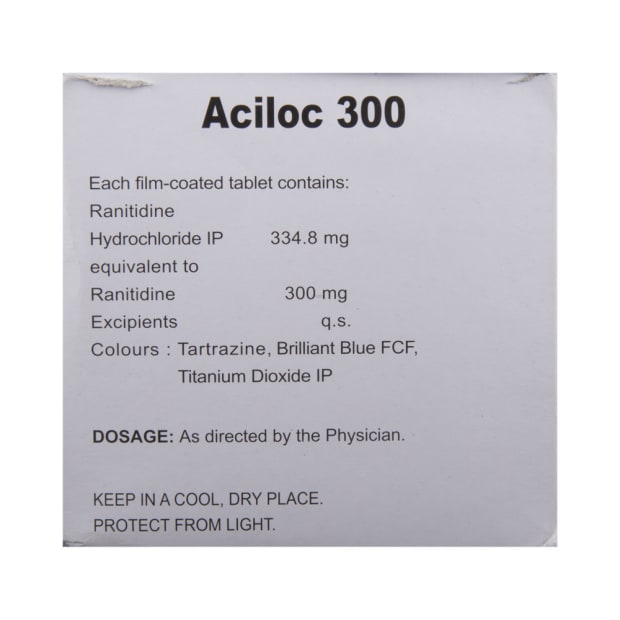 Aciloc 300
Each film-coated tablet contains:
Ranitidine
Hydrochloride IP 334.8 mg
equivalent to
Ranitidine 300 mg
Excipients q.s.
Colours : Tartrazine, Brilliant Blue FCF,
Titanium Dioxide IP
DOSAGE: As directed by the Physician.
KEEP IN A COOL, DRY PLACE.
PROTECT FROM LIGHT.